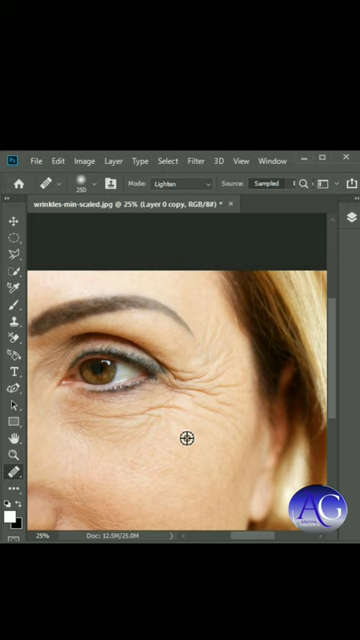 Ps File Edit Image Layer Type Select Filter 3D View Window
250 Mode: Lighten Source: Sampled
wrinkles-min-scaled.jpg @ 25% (Layer 0 copy, RGB/8#) *
T
AG
25% Doc: 12.5M/25.0M